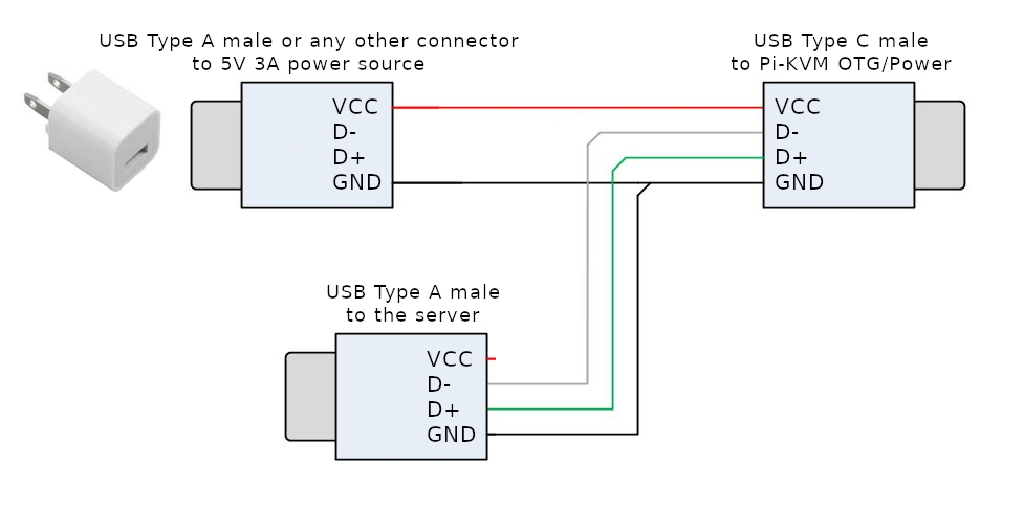 USB Type A male or any other connector
to 5V 3A power source
USB Type C male
to Pi-KVM OTG/Power
VCC
D-
D+
GND
VCC
D-
D+
GND
USB Type A male
to the server
VCC
D-
D+
GND